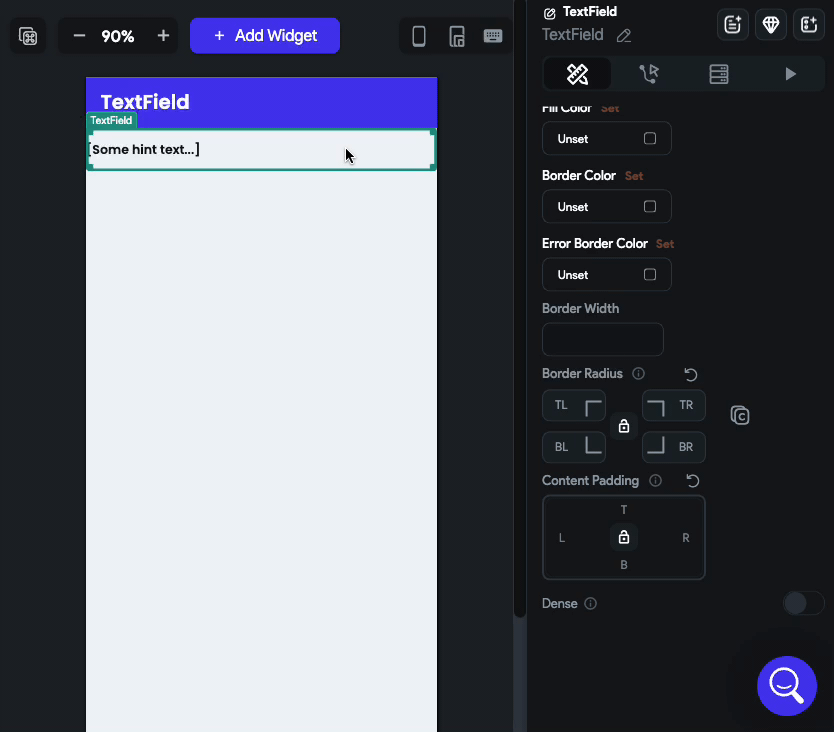 90%
+ Add Widget
TextField
TextField
[Some hint text...]
TextField
TextField
Fill Color Set
Unset
Border Color Set
Unset
Error Border Color Set
Unset
Border Width
Border Radius
TL
TR
BL
BR
C
Content Padding
T
L
R
B
Dense